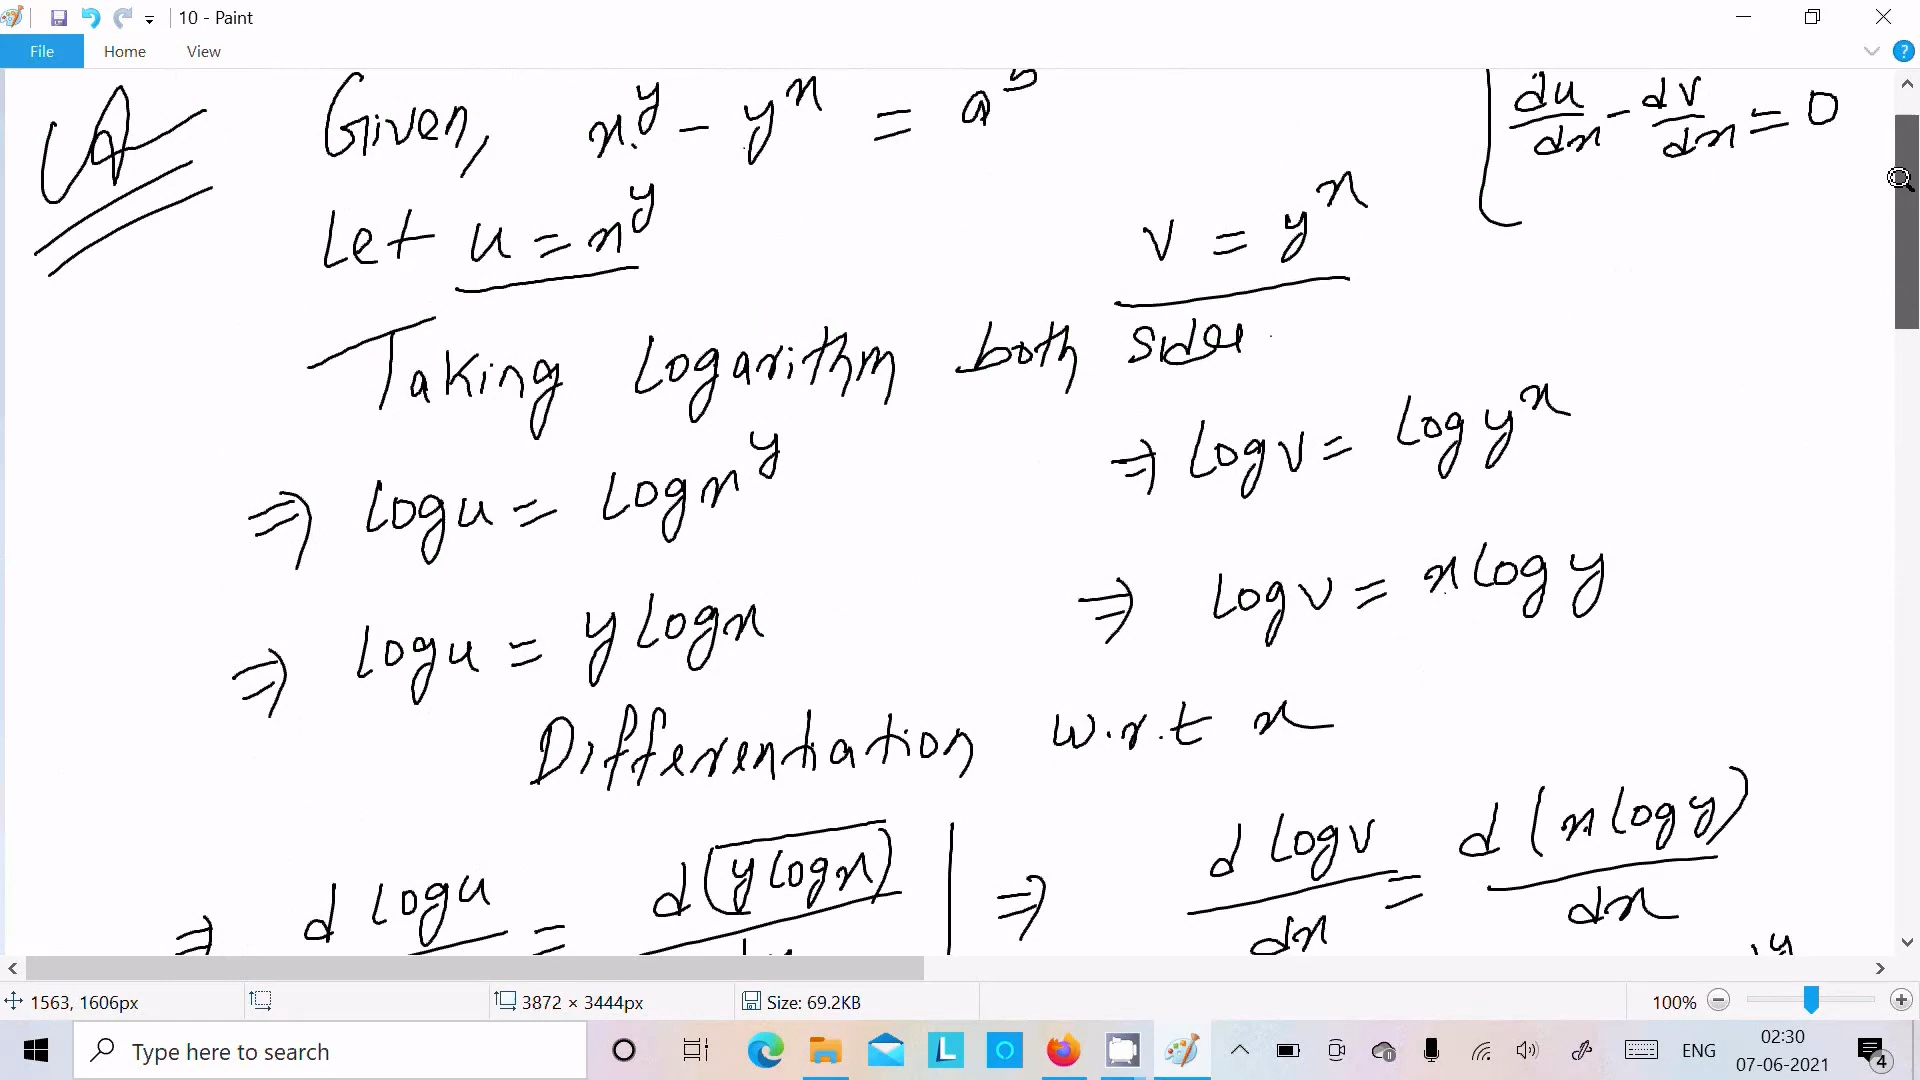 10 - Paint
File Home View
Given, x^y - y^x = a^b
du/dx - dv/dx = 0
Let u = x^y v = y^x
Taking Logarithm both sides
⇒ Log u = Log x^y ⇒ Log v = Log y^x
⇒ Log u = y Log x ⇒ Log v = x Log y
Differentiation w.r.t x
⇒ d Log u = d(y Log x) ⇒ d Log v/dx = d(x Log y)/dx
1563, 1606px 3872 × 3444px Size: 69.2KB 100%
Type here to search ENG 02:30
07-06-2021 4